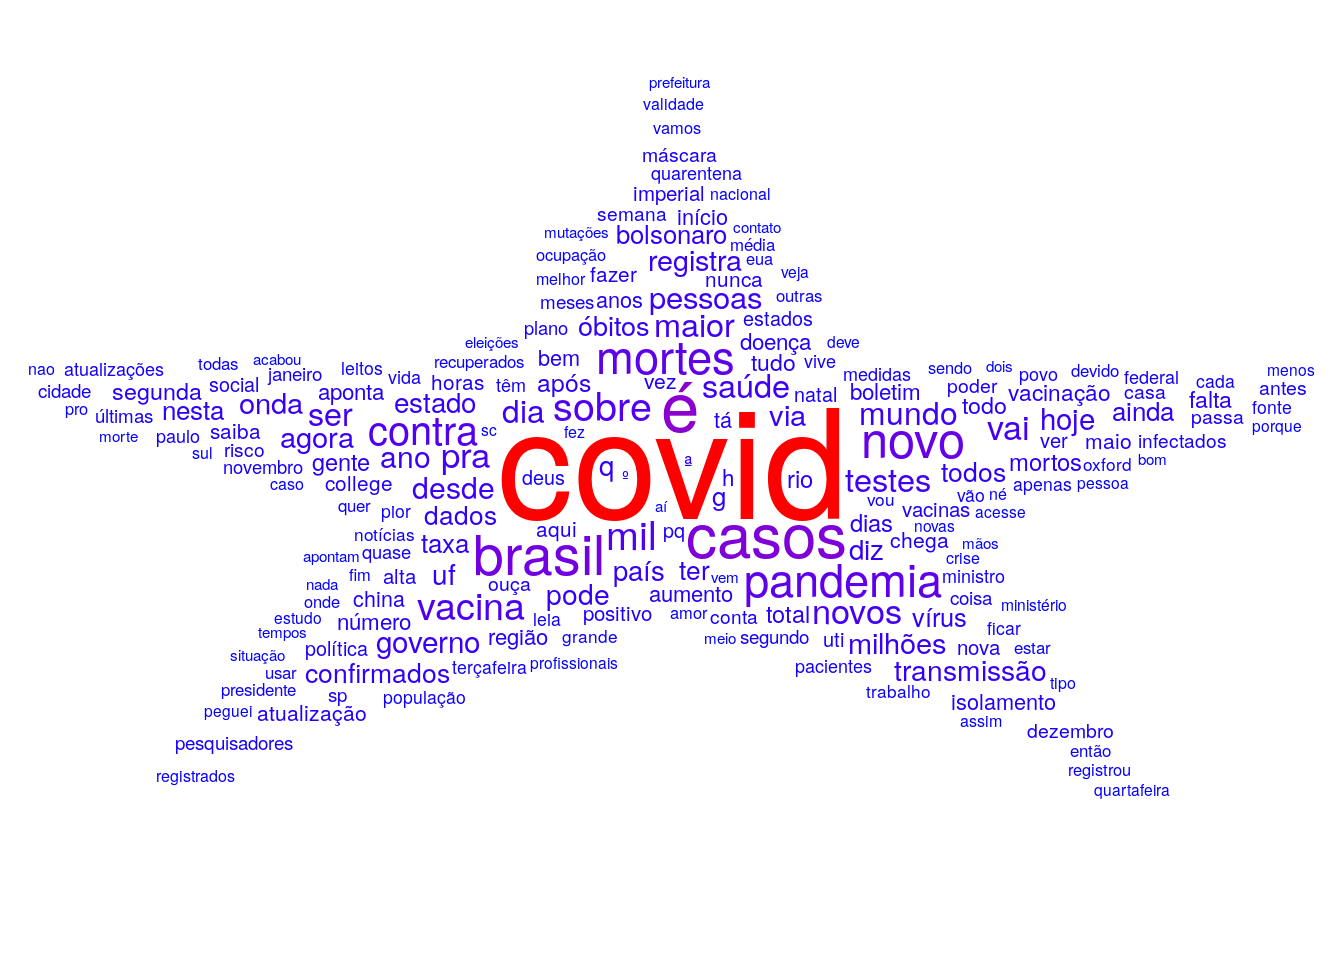 prefeitura
validade
vamos
máscara
quarentena
imperial nacional
semana início
mutações bolsonaro contato
média
ocupação registra eua
melhor fazer nunca veja
meses anos pessoas outras
plano óbitos maior estados
eleições mortes doença deve
nao atualizações todas acabou janeiro leitos vida recuperados bem tudo vive medidas sendo dois povo devido federal cada menos
cidade segunda social aponta horas têm após vez saúde natal boletim poder vacinação casa falta antes
pro últimas nesta onda ser estado dia sobre é tá via mundo todo vai hoje ainda passa fonte
morte paulo saiba agora contra sc fez covid novo ver maio infectados porque
sul risco ano pra q ª
novembro gente deus º h rio testes todos mortos oxford bom
caso college desde g vou vão né apenas pessoa
quer pior dados aí dias vacinas acesse
notícias taxa aqui mil pq casos diz chega novas mãos
apontam quase brasil crise
nada fim alta uf ouça país ter vem pandemia ministro
onde china vacina pode aumento coisa ministério
estudo número leia positivo amor conta total novos vírus ficar
tempos política governo região grande meio segundo uti milhões nova estar
situação usar confirmados terçafeira profissionais pacientes transmissão tipo
presidente sp população trabalho isolamento
peguei atualização assim dezembro
pesquisadores então
registrados registrou
quartafeira